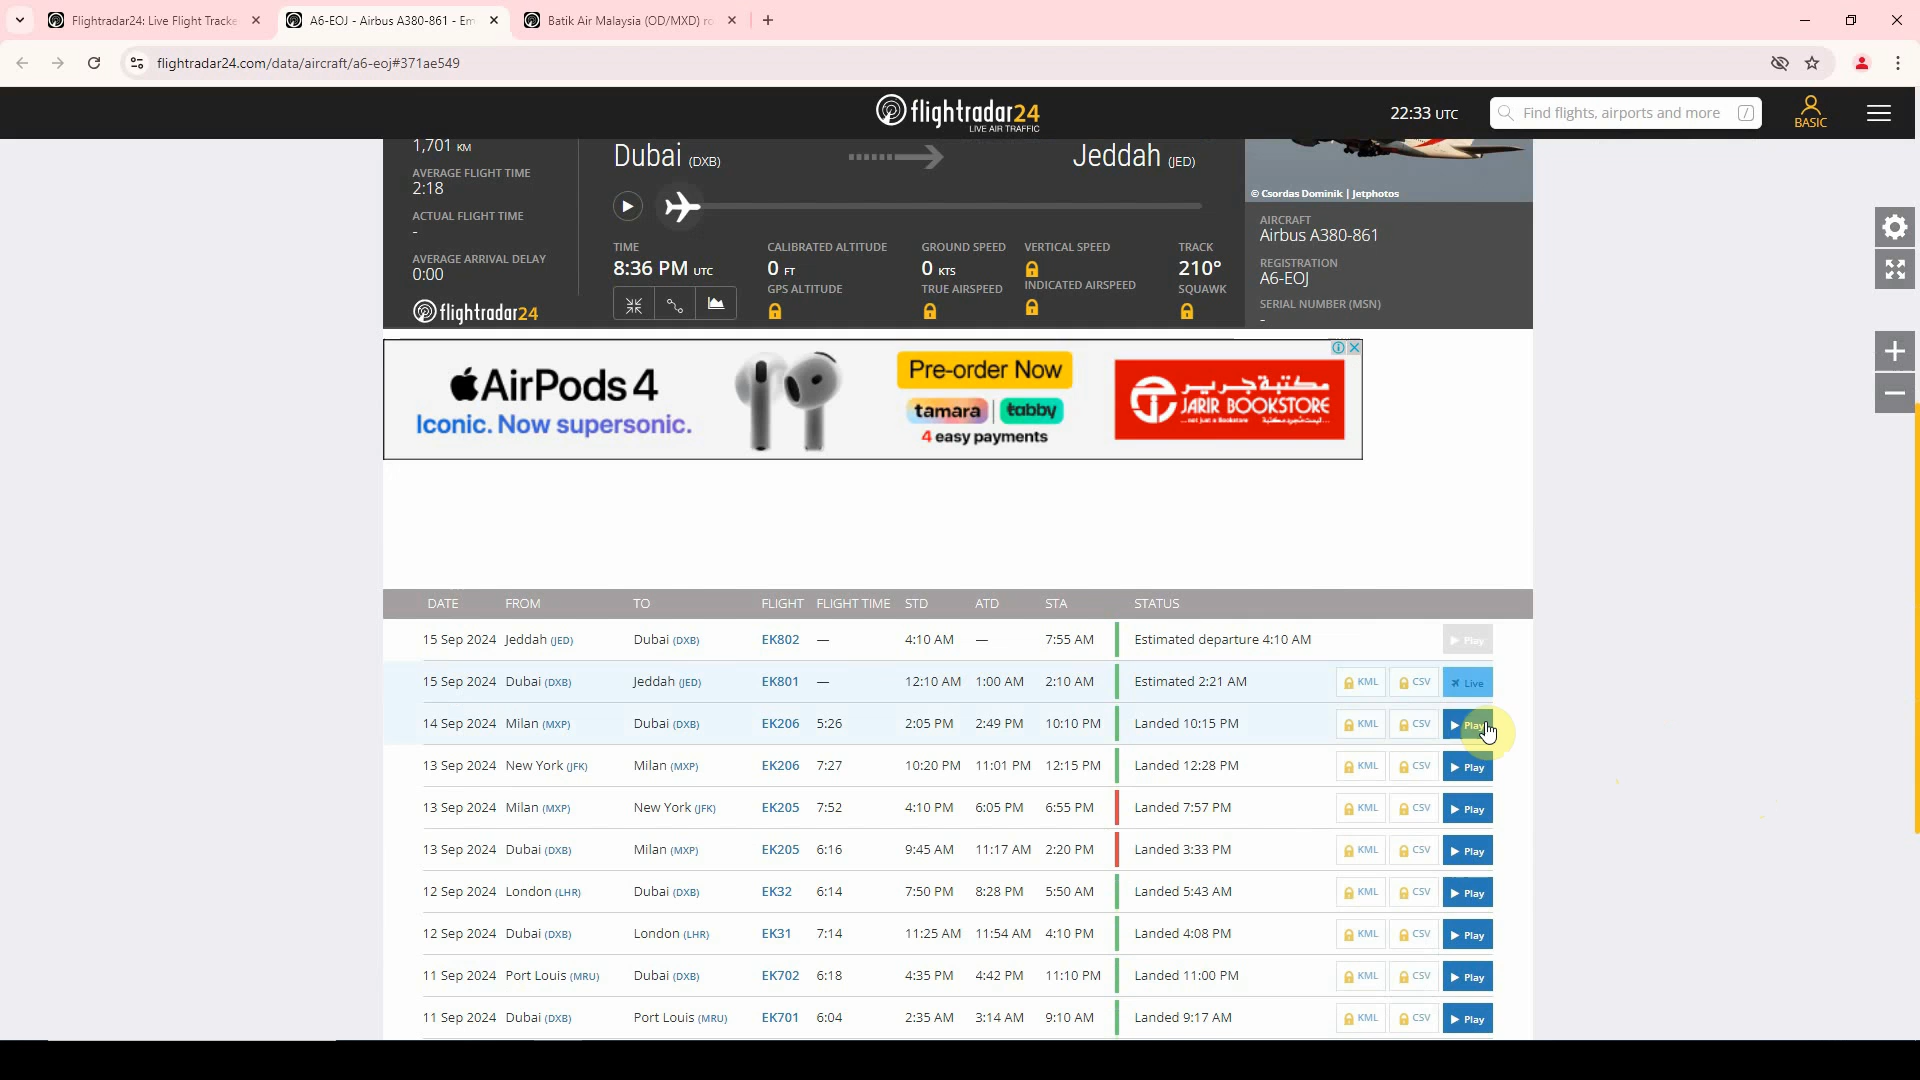 Flightradar24: Live Flight Tracke
A6-EOJ - Airbus A380-861 - Em
Batik Air Malaysia (OD/MXD) ro
flightradar24.com/data/aircraft/a6-eoj#371ae549
flightradar24
LIVE AIR TRAFFIC
22:33 UTC
Find flights, airports and more /
BASIC
1,701 KM
AVERAGE FLIGHT TIME
2:18
ACTUAL FLIGHT TIME
-
AVERAGE ARRIVAL DELAY
0:00
flightradar24
Dubai (DXB)
Jeddah (JED)
TIME
8:36 PM UTC
CALIBRATED ALTITUDE
0 FT
GPS ALTITUDE
GROUND SPEED
0 KTS
TRUE AIRSPEED
VERTICAL SPEED
INDICATED AIRSPEED
TRACK
210°
SQUAWK
© Csordas Dominik | Jetphotos
AIRCRAFT
Airbus A380-861
REGISTRATION
A6-EOJ
SERIAL NUMBER (MSN)
-
AirPods 4
Iconic. Now supersonic.
Pre-order Now
tamara tabby
4 easy payments
مكتبة جرير
JARIR BOOKSTORE
...not just a Bookstore
DATE FROM TO FLIGHT FLIGHT TIME STD ATD STA STATUS
15 Sep 2024 Jeddah (JED) Dubai (DXB) EK802 — 4:10 AM — 7:55 AM Estimated departure 4:10 AM Play
15 Sep 2024 Dubai (DXB) Jeddah (JED) EK801 — 12:10 AM 1:00 AM 2:10 AM Estimated 2:21 AM KML CSV Live
14 Sep 2024 Milan (MXP) Dubai (DXB) EK206 5:26 2:05 PM 2:49 PM 10:10 PM Landed 10:15 PM KML CSV Play
13 Sep 2024 New York (JFK) Milan (MXP) EK206 7:27 10:20 PM 11:01 PM 12:15 PM Landed 12:28 PM KML CSV Play
13 Sep 2024 Milan (MXP) New York (JFK) EK205 7:52 4:10 PM 6:05 PM 6:55 PM Landed 7:57 PM KML CSV Play
13 Sep 2024 Dubai (DXB) Milan (MXP) EK205 6:16 9:45 AM 11:17 AM 2:20 PM Landed 3:33 PM KML CSV Play
12 Sep 2024 London (LHR) Dubai (DXB) EK32 6:14 7:50 PM 8:28 PM 5:50 AM Landed 5:43 AM KML CSV Play
12 Sep 2024 Dubai (DXB) London (LHR) EK31 7:14 11:25 AM 11:54 AM 4:10 PM Landed 4:08 PM KML CSV Play
11 Sep 2024 Port Louis (MRU) Dubai (DXB) EK702 6:18 4:35 PM 4:42 PM 11:10 PM Landed 11:00 PM KML CSV Play
11 Sep 2024 Dubai (DXB) Port Louis (MRU) EK701 6:04 2:35 AM 3:14 AM 9:10 AM Landed 9:17 AM KML CSV Play